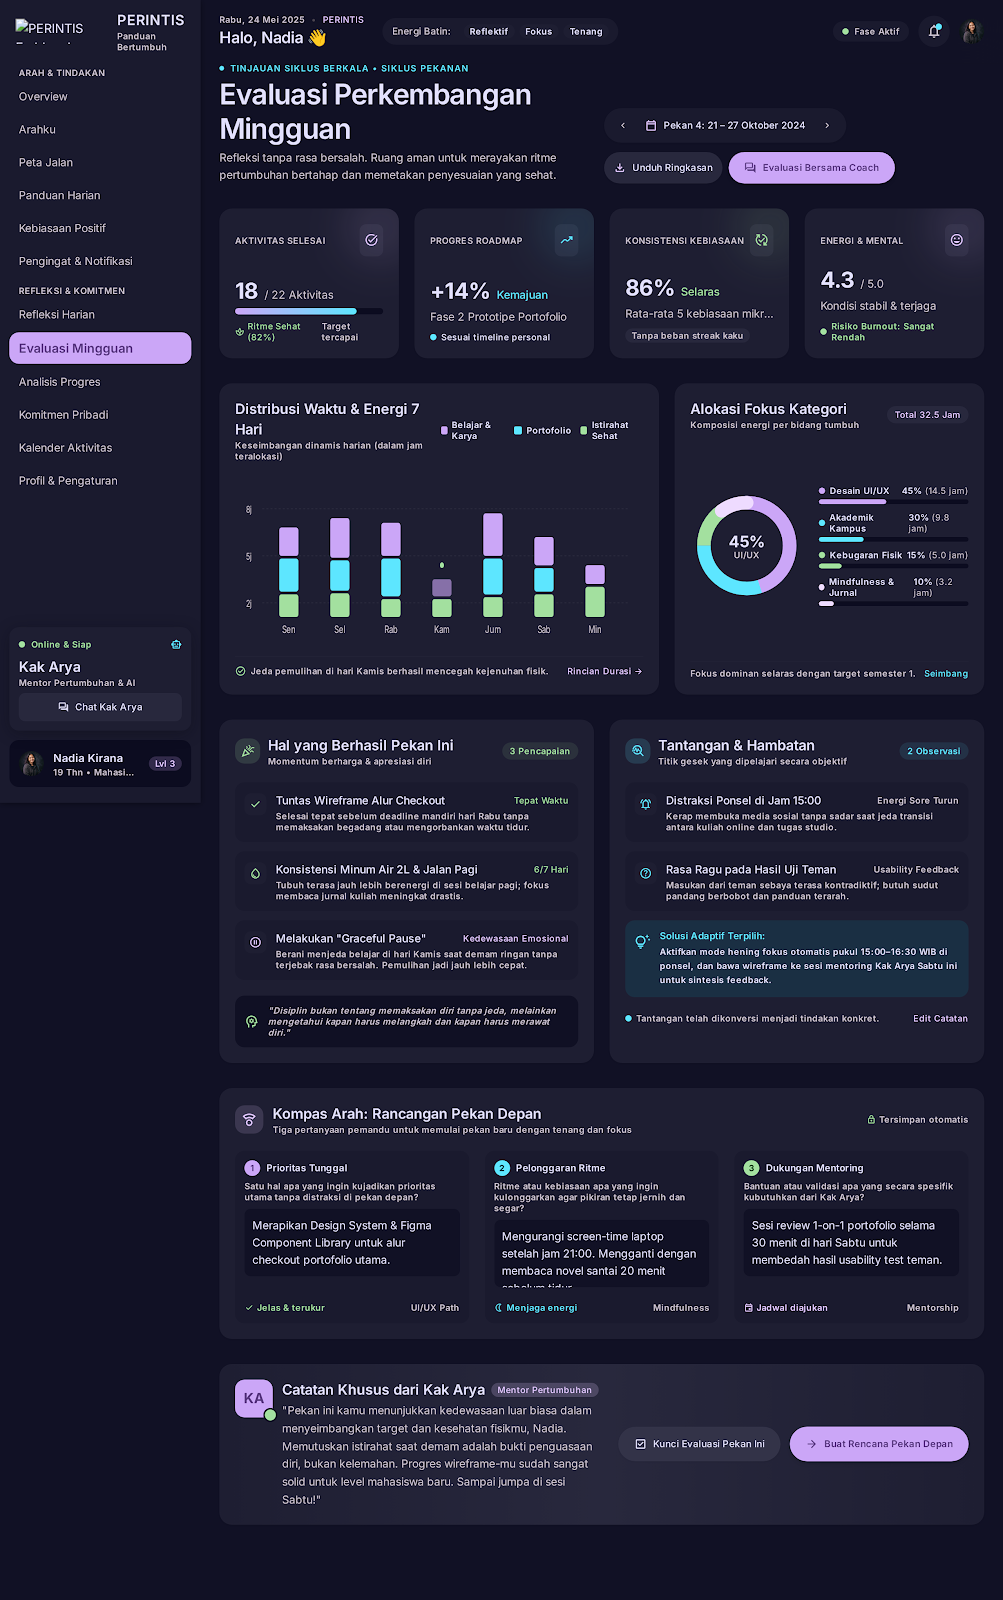 PERINTIS
PERINTIS
Panduan
Bertumbuh
ARAH & TINDAKAN
Overview
Arahku
Peta Jalan
Panduan Harian
Kebiasaan Positif
Pengingat & Notifikasi
REFLEKSI & KOMITMEN
Refleksi Harian
Evaluasi Mingguan
Analisis Progres
Komitmen Pribadi
Kalender Aktivitas
Profil & Pengaturan
Online & Siap
Kak Arya
Mentor Pertumbuhan & AI
Chat Kak Arya
Nadia Kirana
19 Thn • Mahasi...
Lvl 3
Rabu, 24 Mei 2025 • PERINTIS
Halo, Nadia 👋
Energi Batin: Reflektif Fokus Tenang
Fase Aktif
TINJAUAN SIKLUS BERKALA • SIKLUS PEKANAN
Evaluasi Perkembangan
Mingguan
Refleksi tanpa rasa bersalah. Ruang aman untuk merayakan ritme
pertumbuhan bertahap dan memetakan penyesuaian yang sehat.
Pekan 4: 21 – 27 Oktober 2024
Unduh Ringkasan
Evaluasi Bersama Coach
AKTIVITAS SELESAI
18 / 22 Aktivitas
Ritme Sehat
(82%)
Target
tercapai
PROGRES ROADMAP
+14% Kemajuan
Fase 2 Prototipe Portofolio
Sesuai timeline personal
KONSISTENSI KEBIASAAN
86% Selaras
Rata-rata 5 kebiasaan mikr...
Tanpa beban streak kaku
ENERGI & MENTAL
4.3 / 5.0
Kondisi stabil & terjaga
Risiko Burnout: Sangat
Rendah
Distribusi Waktu & Energi 7
Hari
Keseimbangan dinamis harian (dalam jam
teralokasi)
Belajar &
Karya
Portofolio
Istirahat
Sehat
8j
5j
2j
Sen Sel Rab Kam Jum Sab Min
Jeda pemulihan di hari Kamis berhasil mencegah kejenuhan fisik.
Rincian Durasi →
Alokasi Fokus Kategori
Komposisi energi per bidang tumbuh
Total 32.5 Jam
45%
UI/UX
Desain UI/UX 45% (14.5 jam)
Akademik
Kampus
30% (9.8
jam)
Kebugaran Fisik 15% (5.0 jam)
Mindfulness &
Jurnal
10% (3.2
jam)
Fokus dominan selaras dengan target semester 1.
Seimbang
Hal yang Berhasil Pekan Ini
Momentum berharga & apresiasi diri
3 Pencapaian
Tuntas Wireframe Alur Checkout
Tepat Waktu
Selesai tepat sebelum deadline mandiri hari Rabu tanpa
memaksakan begadang atau mengorbankan waktu tidur.
Konsistensi Minum Air 2L & Jalan Pagi
6/7 Hari
Tubuh terasa jauh lebih berenergi di sesi belajar pagi; fokus
membaca jurnal kuliah meningkat drastis.
Melakukan "Graceful Pause"
Kedewasaan Emosional
Berani menjeda belajar di hari Kamis saat demam ringan tanpa
terjebak rasa bersalah. Pemulihan jadi jauh lebih cepat.
"Disiplin bukan tentang memaksakan diri tanpa jeda, melainkan
mengetahui kapan harus melangkah dan kapan harus merawat
diri."
Tantangan & Hambatan
Titik gesek yang dipelajari secara objektif
2 Observasi
Distraksi Ponsel di Jam 15:00
Energi Sore Turun
Kerap membuka media sosial tanpa sadar saat jeda transisi
antara kuliah online dan tugas studio.
Rasa Ragu pada Hasil Uji Teman
Usability Feedback
Masukan dari teman sebaya terasa kontradiktif; butuh sudut
pandang berbobot dan panduan terarah.
Solusi Adaptif Terpilih:
Aktifkan mode hening fokus otomatis pukul 15:00–16:30 WIB di
ponsel, dan bawa wireframe ke sesi mentoring Kak Arya Sabtu ini
untuk sintesis feedback.
Tantangan telah dikonversi menjadi tindakan konkret.
Edit Catatan
Kompas Arah: Rancangan Pekan Depan
Tiga pertanyaan pemandu untuk memulai pekan baru dengan tenang dan fokus
Tersimpan otomatis
1 Prioritas Tunggal
Satu hal apa yang ingin kujadikan prioritas
utama tanpa distraksi di pekan depan?
Merapikan Design System & Figma
Component Library untuk alur
checkout portofolio utama.
Jelas & terukur
UI/UX Path
2 Pelonggaran Ritme
Ritme atau kebiasaan apa yang ingin
kulonggarkan agar pikiran tetap jernih dan
segar?
Mengurangi screen-time laptop
setelah jam 21:00. Mengganti dengan
membaca novel santai 20 menit
sebelum tidur.
Menjaga energi
Mindfulness
3 Dukungan Mentoring
Bantuan atau validasi apa yang secara spesifik
kubutuhkan dari Kak Arya?
Sesi review 1-on-1 portofolio selama
30 menit di hari Sabtu untuk
membedah hasil usability test teman.
Jadwal diajukan
Mentorship
KA
Catatan Khusus dari Kak Arya
Mentor Pertumbuhan
"Pekan ini kamu menunjukkan kedewasaan luar biasa dalam
menyeimbangkan target dan kesehatan fisikmu, Nadia.
Memutuskan istirahat saat demam adalah bukti penguasaan
diri, bukan kelemahan. Progres wireframe-mu sudah sangat
solid untuk level mahasiswa baru. Sampai jumpa di sesi
Sabtu!"
Kunci Evaluasi Pekan Ini
Buat Rencana Pekan Depan